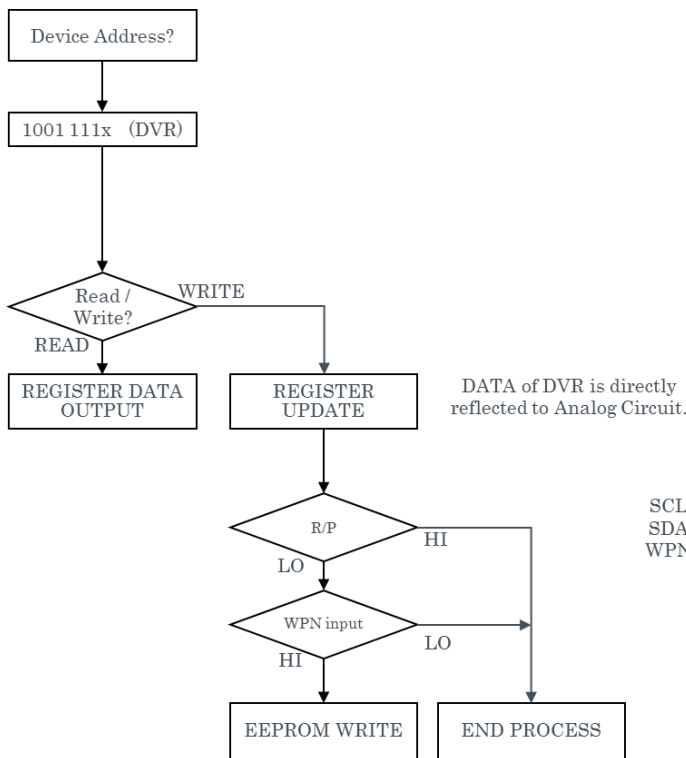 Device Address?
1001 111x (DVR)
Read /
Write?
WRITE
READ
REGISTER DATA
OUTPUT
REGISTER
UPDATE
DATA of DVR is directly
reflected to Analog Circuit.
R/P
HI
LO
SCL
SDA
WPN
WPN input
LO
HI
EEPROM WRITE
END PROCESS